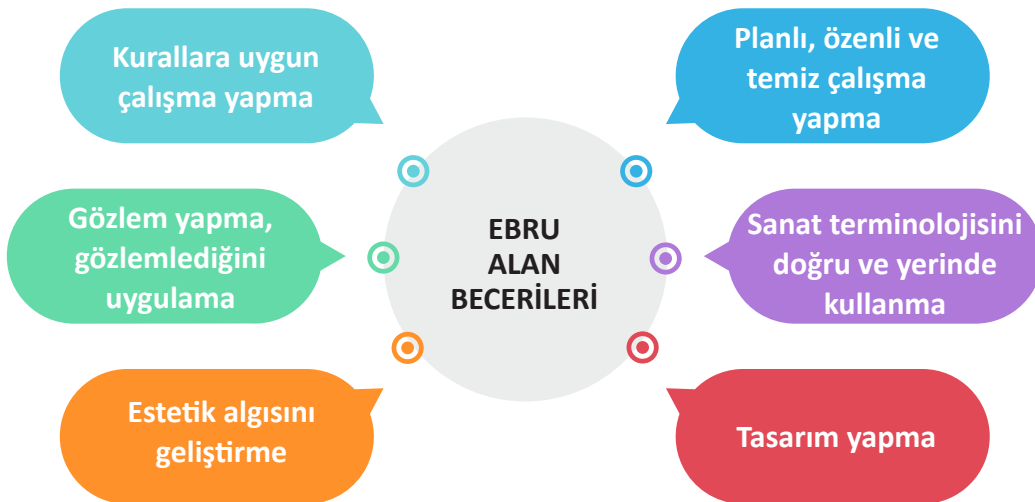 Kurallara uygun
çalışma yapma
Planlı, özenli ve
temiz çalışma
yapma
Gözlem yapma,
gözlemlediğini
uygulama
EBRU
ALAN
BECERİLERİ
Sanat terminolojisini
doğru ve yerinde
kullanma
Estetik algısını
geliştirme
Tasarım yapma